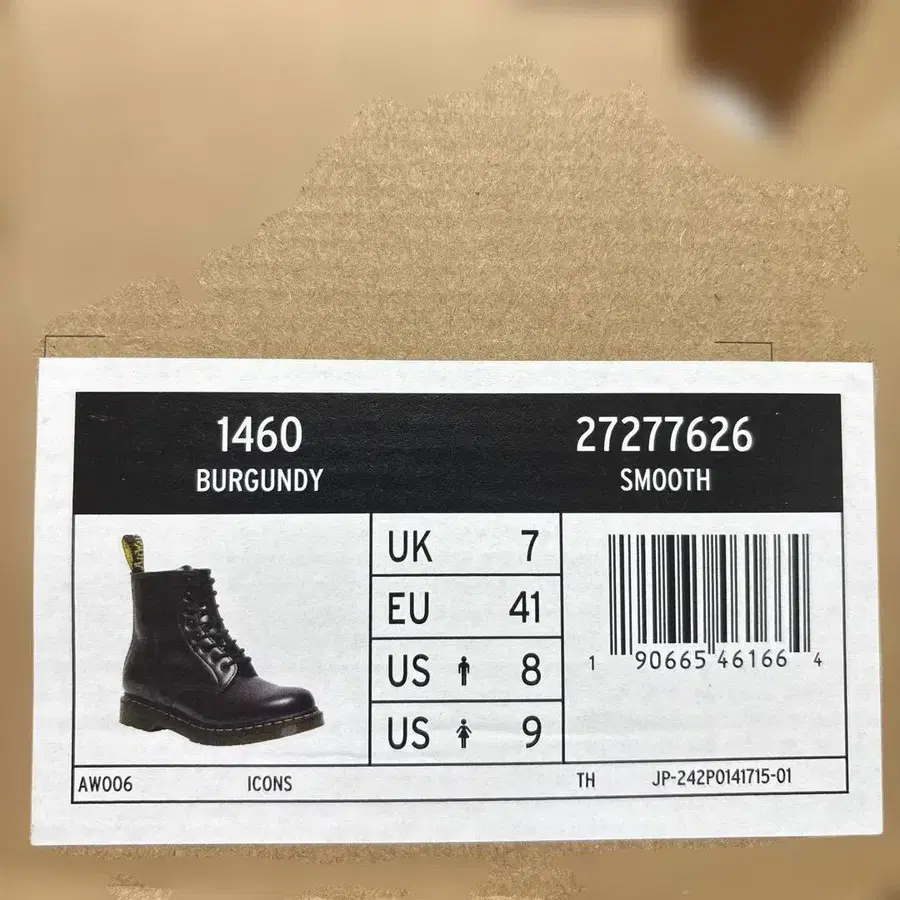 1460
BURGUNDY
27277626
SMOOTH
UK 7
EU 41
US 8
US 9
1 90665 46166 4
AW006 ICONS TH JP-242P0141715-01